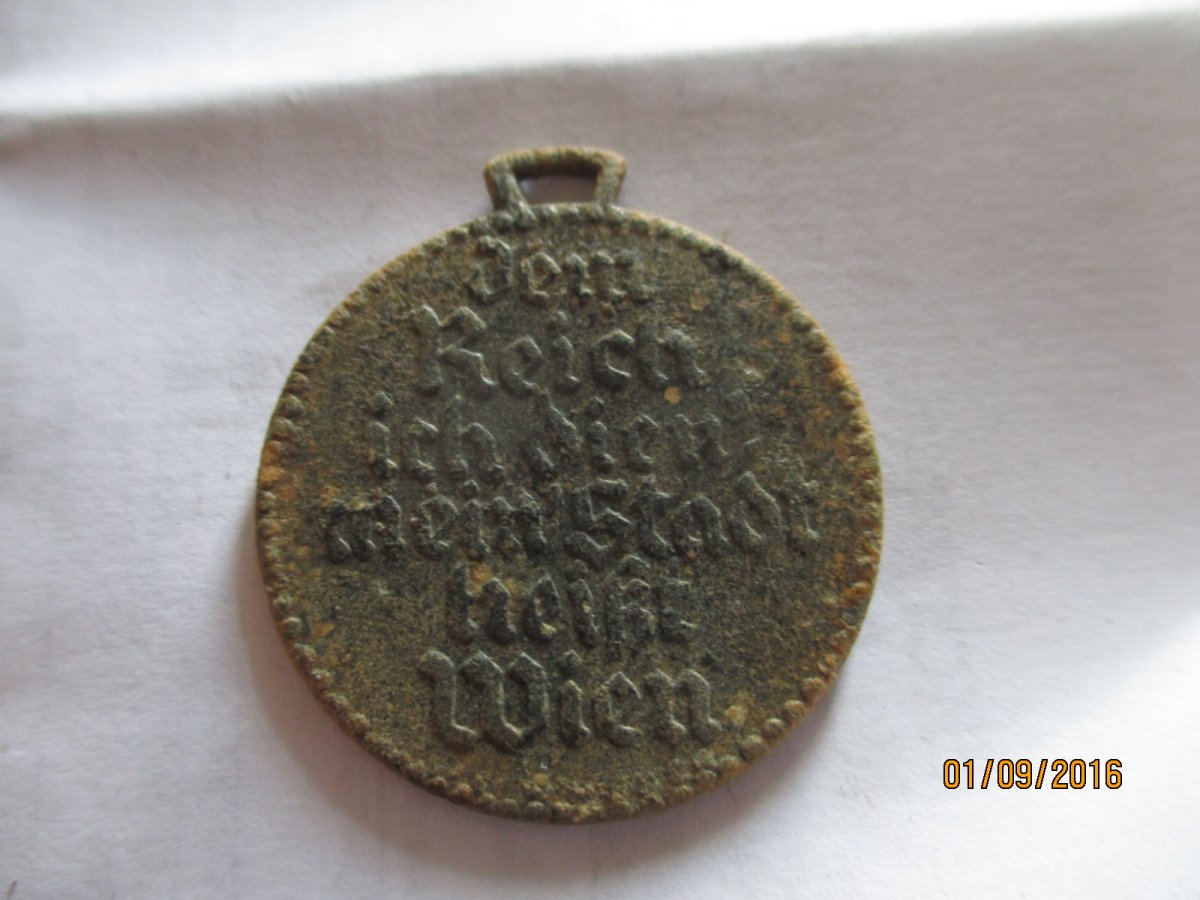 dem
Reich
ich dien,
mein Stadt
heißt
Wien
01/09/2016